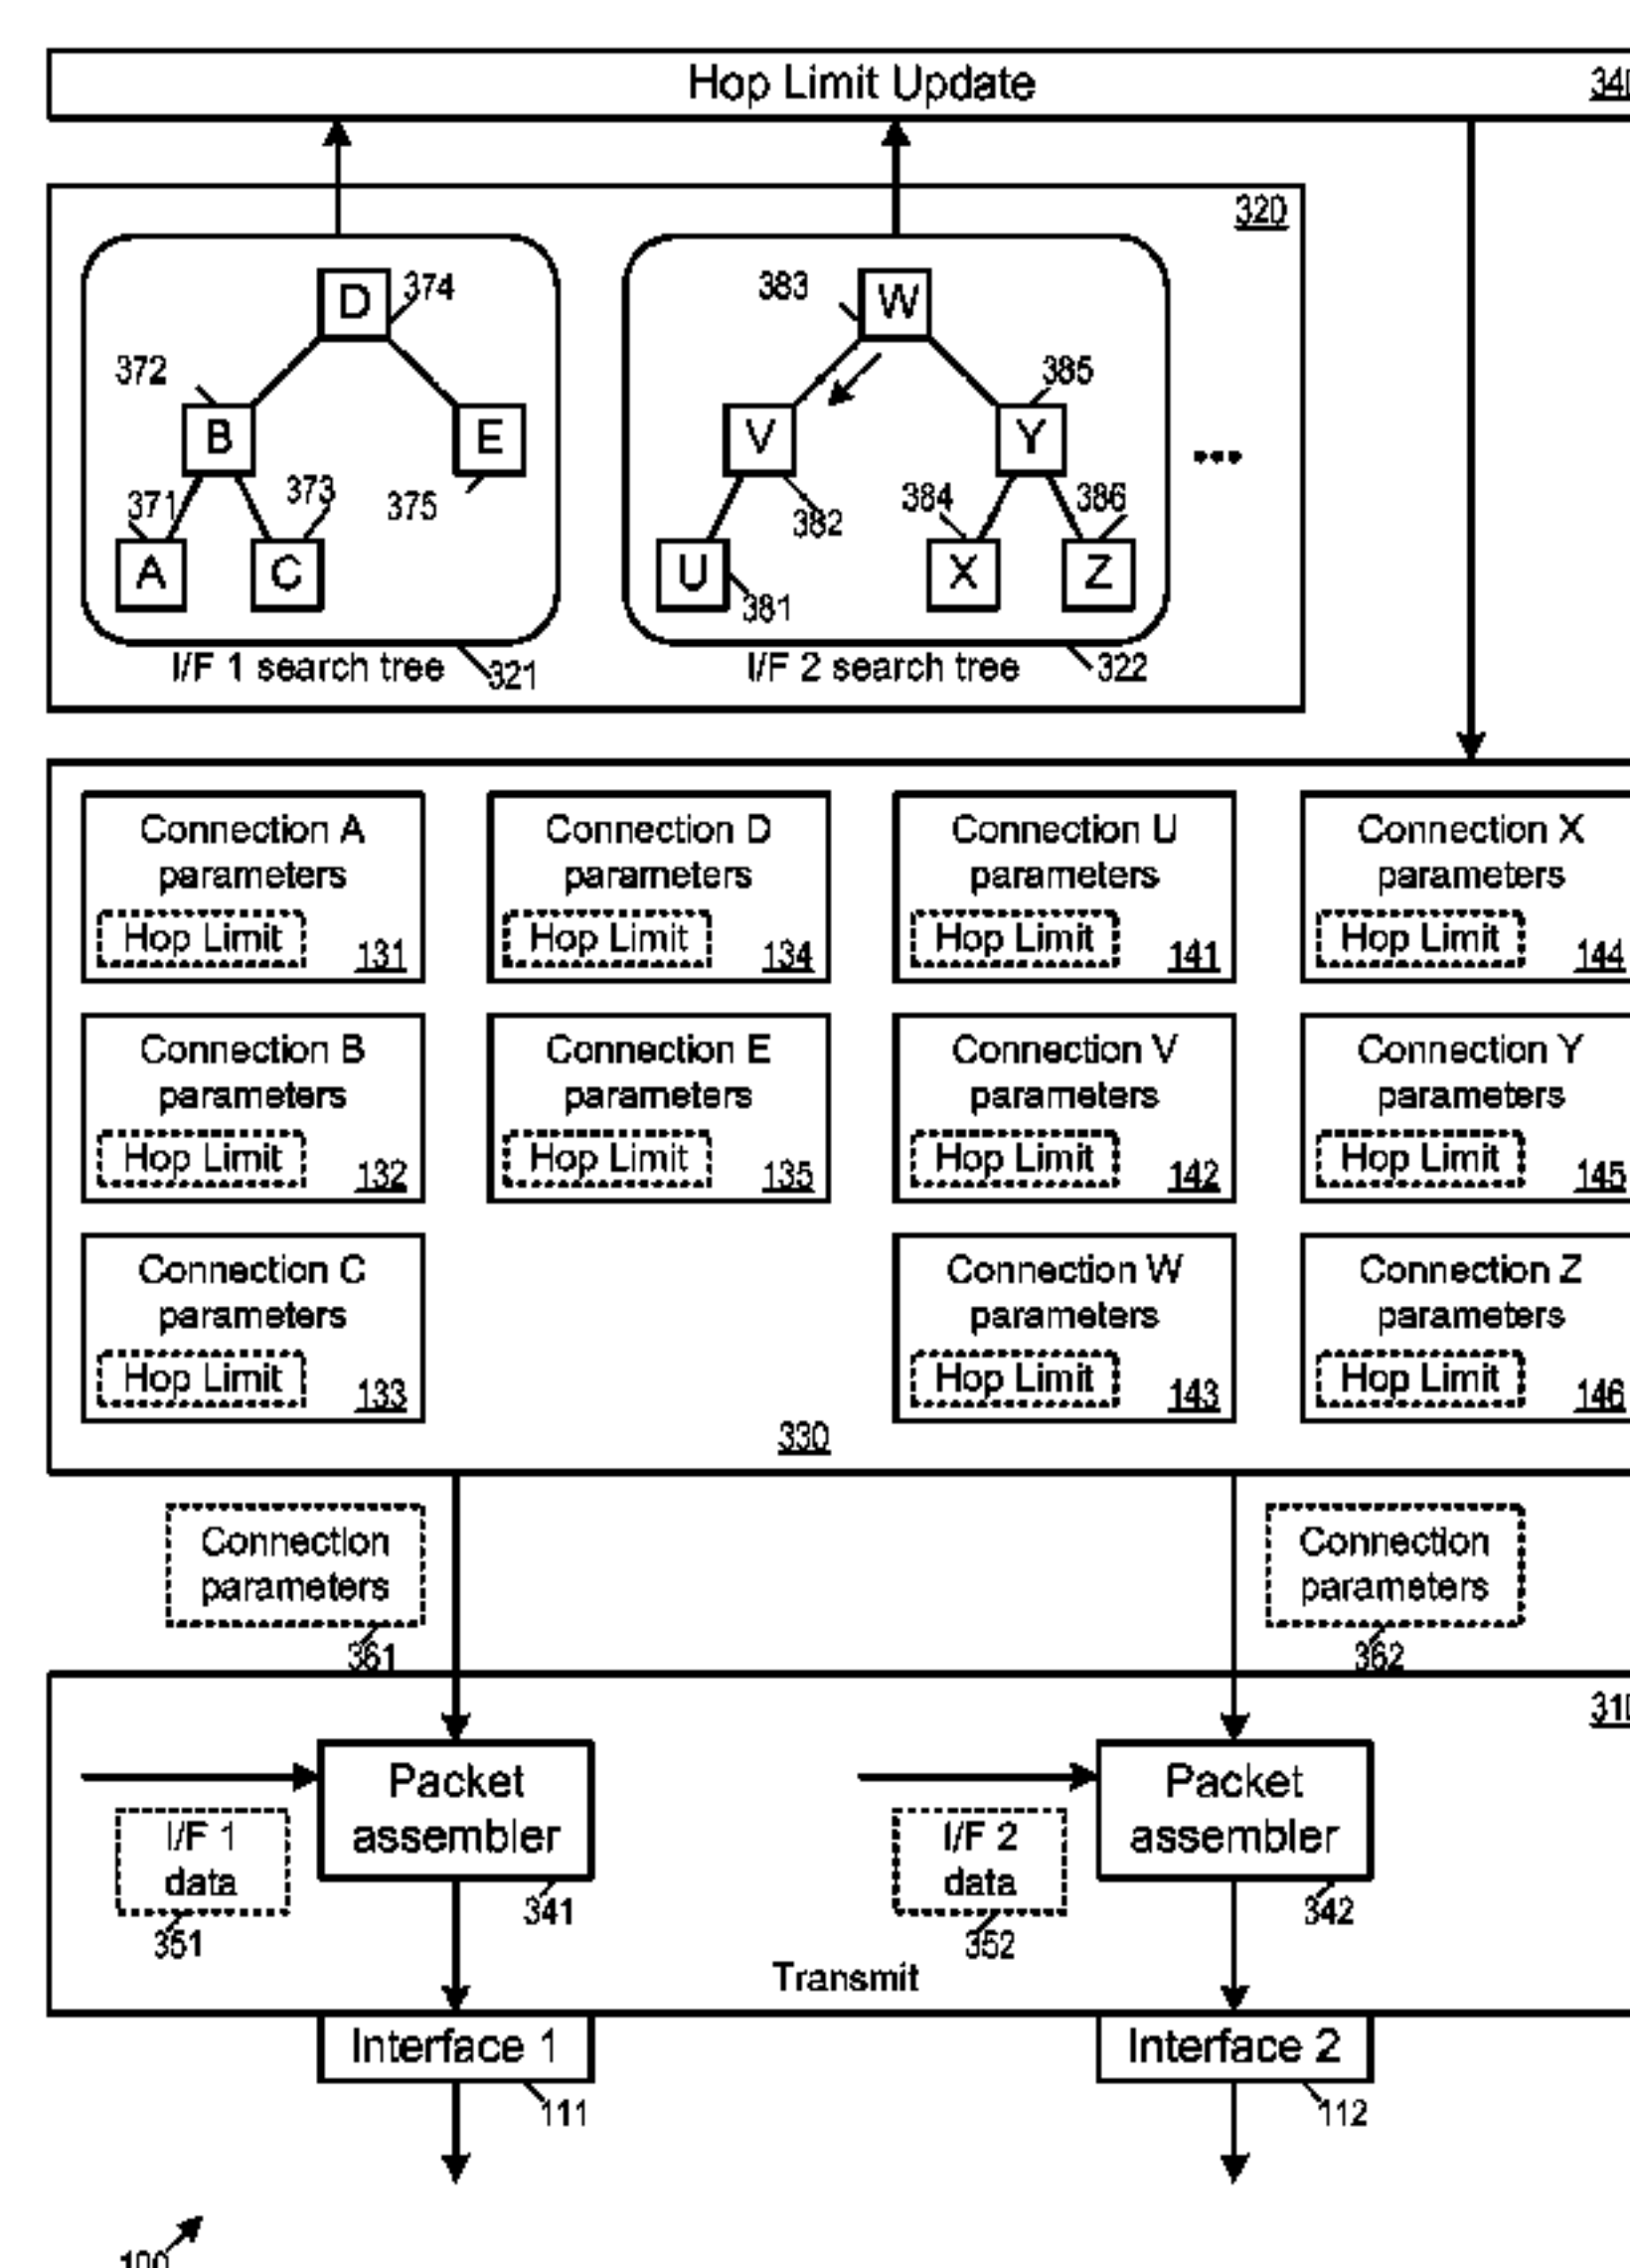 Hop Limit Update
340
320
D
374
383
W
372
385
B
E
V
Y
371
373
375
382
384
386
A
C
U
381
X
Z
I/F 1 search tree
321
I/F 2 search tree
322
...
Connection A
parameters
Hop Limit
131
Connection D
parameters
Hop Limit
134
Connection U
parameters
Hop Limit
141
Connection X
parameters
Hop Limit
144
Connection B
parameters
Hop Limit
132
Connection E
parameters
Hop Limit
135
Connection V
parameters
Hop Limit
142
Connection Y
parameters
Hop Limit
145
Connection C
parameters
Hop Limit
133
Connection W
parameters
Hop Limit
143
Connection Z
parameters
Hop Limit
146
330
Connection
parameters
361
Connection
parameters
362
310
Packet
assembler
341
I/F 1
data
351
Packet
assembler
342
I/F 2
data
352
Transmit
Interface 1
111
Interface 2
112
100